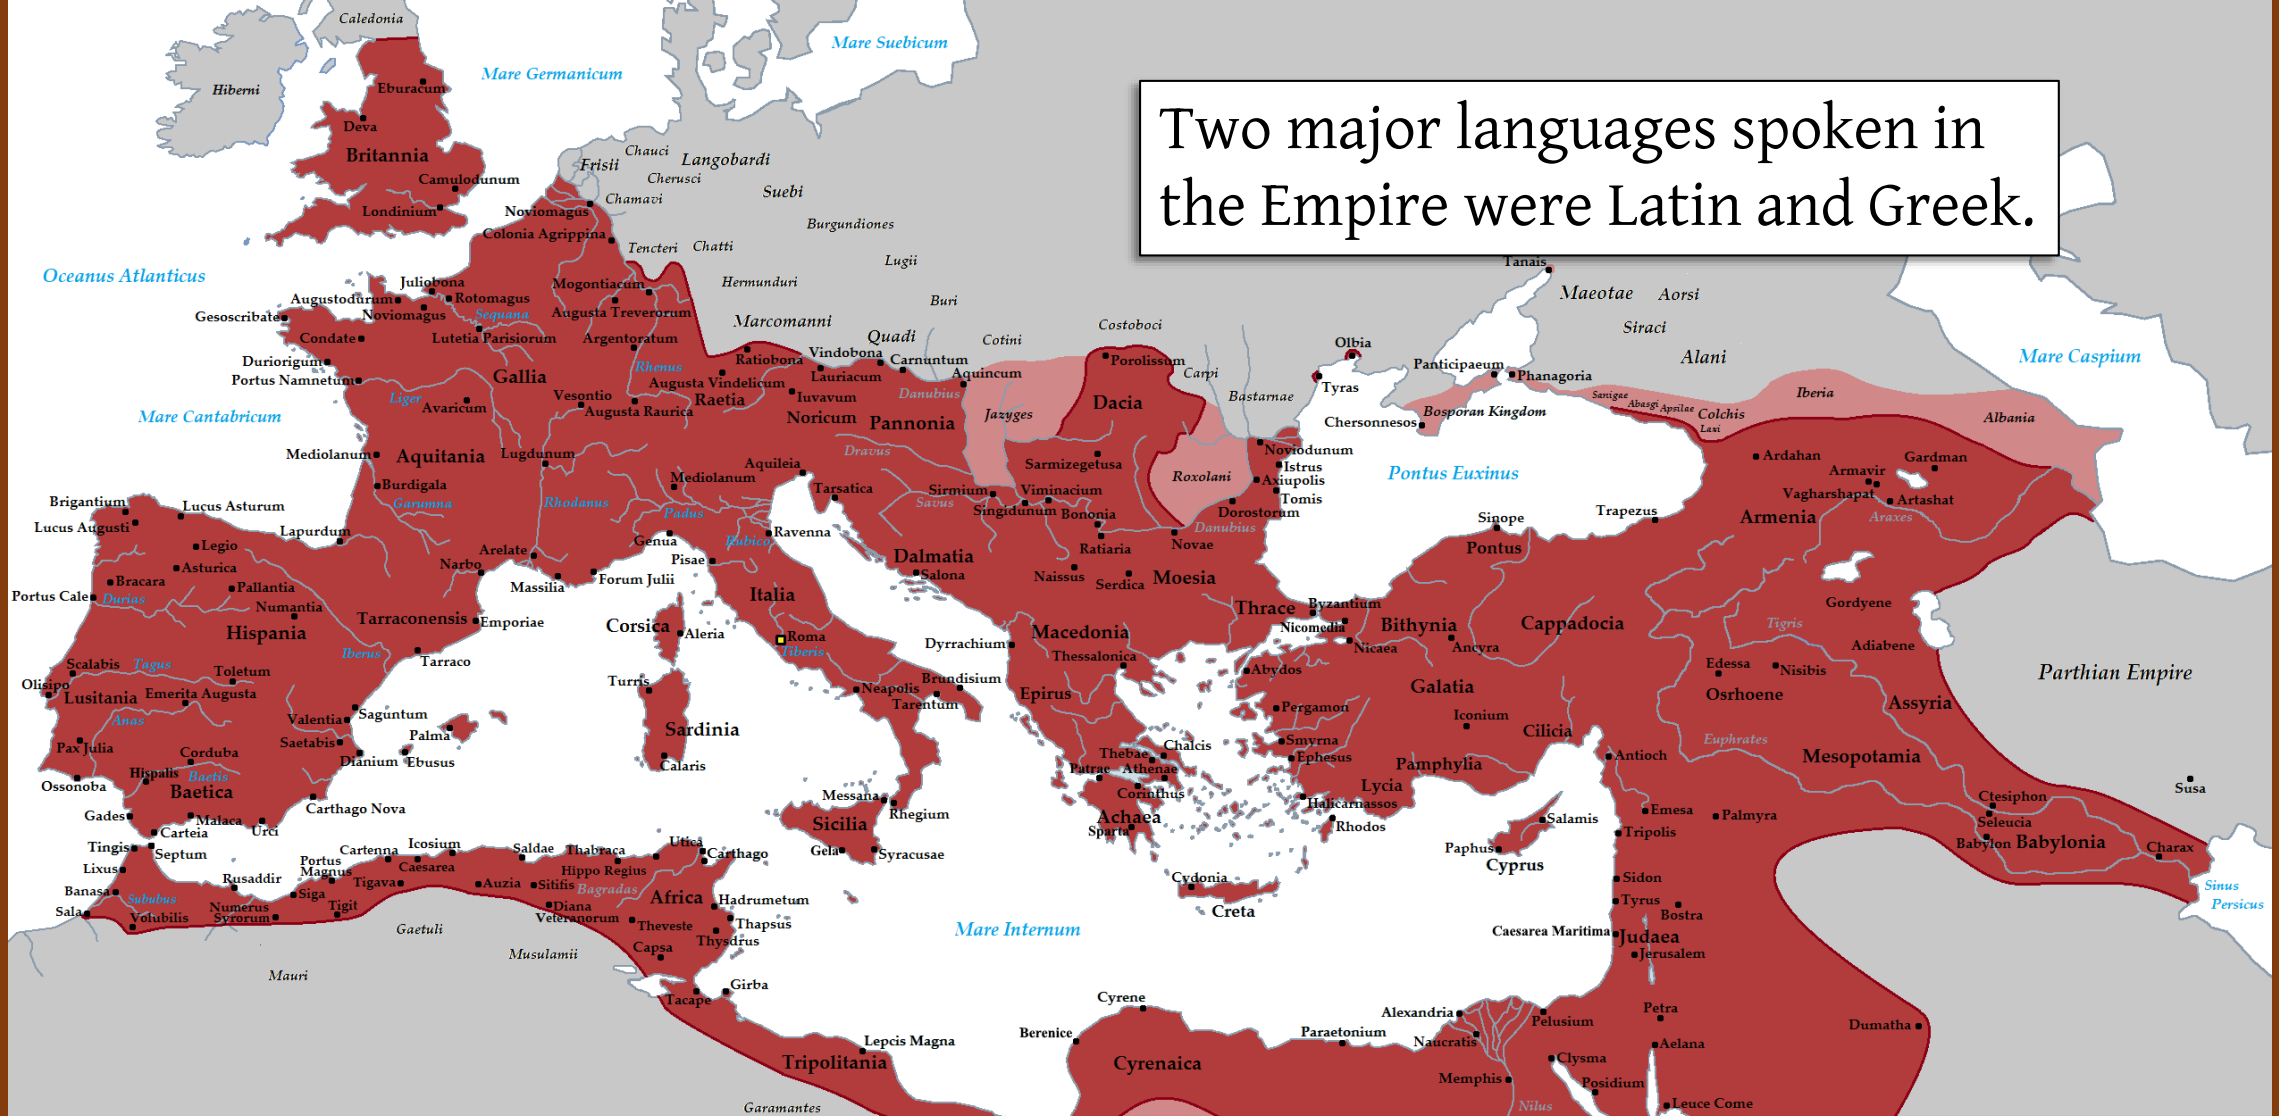 Two major languages spoken in
the Empire were Latin and Greek.
Caledonia
Mare Suebicum
Mare Germanicum
Hiberni
Eburacum
Deva
Britannia
Camulodunum
Londinium
Frisii
Chauci
Langobardi
Cherusci
Suebi
Chamavi
Burgundiones
Noviomagus
Colonia Agrippina
Tencteri
Chatti
Lugii
Hermunduri
Buri
Oceanus Atlanticus
Juliobona
Augustodurum
Rotomagus
Noviomagus
Sequana
Gesoscribate
Condate
Lutetia Parisiorum
Mogontiacum
Augusta Treverorum
Argentoratum
Marcomanni
Quadi
Cotini
Costoboci
Duriorigum
Portus Namnetum
Gallia
Rhenus
Ratiobona
Vindobona
Carnuntum
Lauriacum
Aquincum
Augusta Vindelicum
Iuvavum
Danubius
Raetia
Noricum
Pannonia
Vesontio
Augusta Raurica
Liger
Avaricum
Mare Cantabricum
Mediolanum
Aquitania
Lugdunum
Burdigala
Garumna
Rhodanus
Dravus
Aquileia
Mediolanum
Tarsatica
Savus
Padus
Rubico
Ravenna
Genua
Pisae
Jazyges
Porolissum
Dacia
Carpi
Bastarnae
Sarmizegetusa
Roxolani
Sirmium
Viminacium
Singidunum
Bononia
Ratiaria
Novae
Danubius
Dorostorum
Noviodunum
Istrus
Axiupolis
Tomis
Tanais
Maeotae
Aorsi
Siraci
Alani
Olbia
Tyras
Panticipaeum
Phanagoria
Bosporan Kingdom
Chersonnesos
Sanigae
Abasgi
Apsilae
Colchis
Laxi
Iberia
Albania
Mare Caspium
Pontus Euxinus
Ardahan
Gardman
Armavir
Vagharshapat
Artashat
Armenia
Araxes
Trapezus
Sinope
Pontus
Brigantium
Lucus Asturum
Lucus Augusti
Lapurdum
Legio
Asturica
Bracara
Pallantia
Portus Cale
Durias
Numantia
Hispania
Tarraconensis
Iberus
Narbo
Arelate
Massilia
Forum Julii
Emporiae
Tarraco
Scalabis
Tagus
Toletum
Olisipo
Lusitania
Emerita Augusta
Anas
Valentia
Saguntum
Pax Julia
Saetabis
Palma
Dianium
Ebusus
Corduba
Hispalis
Baetis
Baetica
Ossonoba
Carthago Nova
Gades
Malaca
Carteia
Urci
Corsica
Aleria
Turris
Sardinia
Calaris
Italia
Roma
Tiberis
Neapolis
Brundisium
Tarentum
Dalmatia
Salona
Naissus
Serdica
Moesia
Thrace
Byzantium
Nicomedia
Nicaea
Bithynia
Ancyra
Cappadocia
Macedonia
Thessalonica
Dyrrachium
Epirus
Abydos
Galatia
Pergamon
Iconium
Cilicia
Smyrna
Ephesus
Pamphylia
Lycia
Halicarnassos
Rhodos
Thebae
Chalcis
Patrae
Athenae
Corinthus
Achaea
Sparta
Gordyene
Tigris
Adiabene
Edessa
Nisibis
Osrhoene
Assyria
Parthian Empire
Euphrates
Mesopotamia
Susa
Antioch
Emesa
Palmyra
Ctesiphon
Seleucia
Babylon
Babylonia
Charax
Sinus
Persicus
Salamis
Paphus
Cyprus
Tripolis
Sidon
Tyrus
Bostra
Caesarea Maritima
Judaea
Jerusalem
Messana
Rhegium
Sicilia
Gela
Syracusae
Cydonia
Creta
Mare Internum
Tingis
Septum
Lixus
Banasa
Sububus
Sala
Volubilis
Rusaddir
Numerus
Syrorum
Siga
Portus
Magnus
Tigit
Tigava
Cartenna
Icosium
Caesarea
Auzia
Saldae
Sitifis
Thabraca
Hippo Regius
Utica
Carthago
Bagradas
Diana
Veteranorum
Africa
Hadrumetum
Theveste
Thapsus
Thysdrus
Capsa
Gaetuli
Musulamii
Mauri
Tacape
Girba
Lepcis Magna
Tripolitania
Garamantes
Cyrene
Berenice
Cyrenaica
Paraetonium
Alexandria
Naucratis
Pelusium
Memphis
Clysma
Posidium
Nilus
Petra
Aelana
Leuce Come
Dumatha